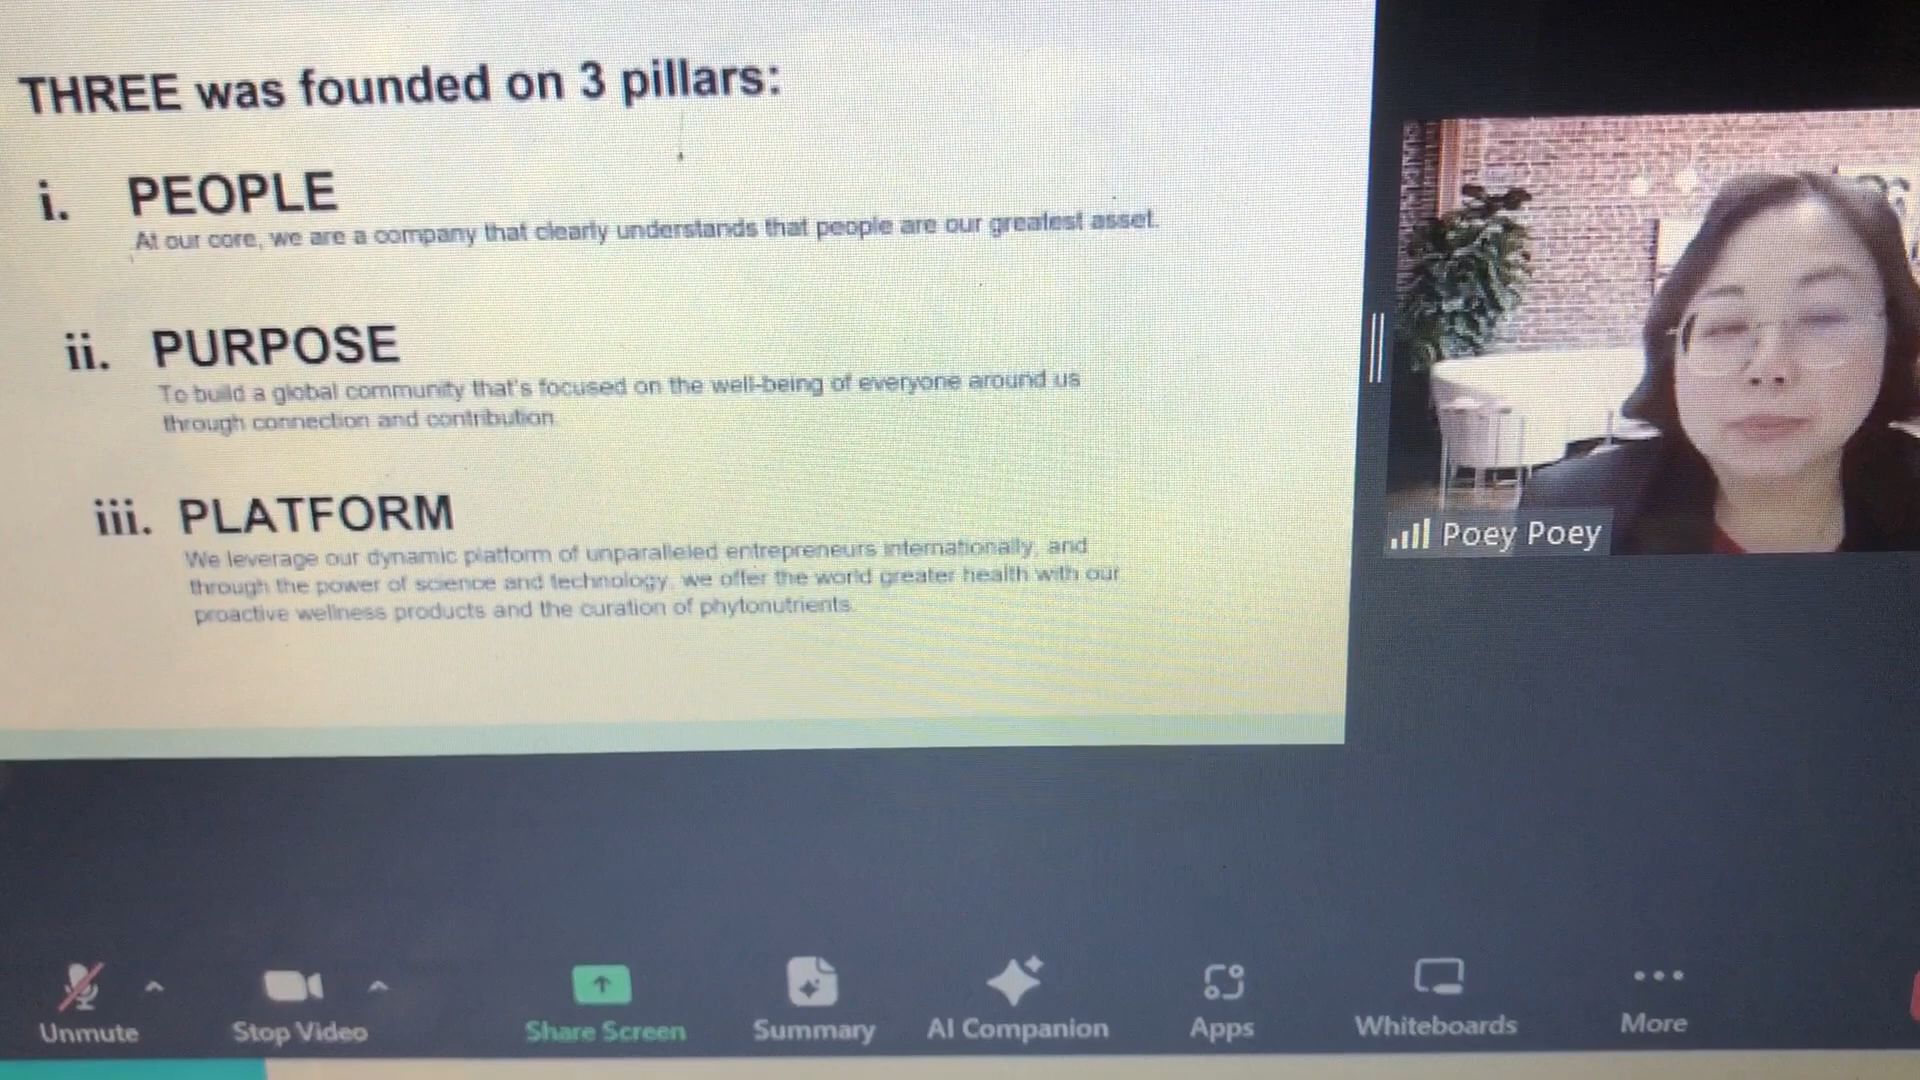 THREE was founded on 3 pillars:
i. PEOPLE
At our core, we are a company that clearly understands that people are our greatest asset.
ii. PURPOSE
To build a global community that's focused on the well-being of everyone around us
through connection and contribution.
iii. PLATFORM
We leverage our dynamic platform of unparalleled entrepreneurs internationally, and
through the power of science and technology, we offer the world greater health with our
proactive wellness products and the curation of phytonutrients.
Poey Poey
Unmute
Stop Video
Share Screen
Summary
AI Companion
Apps
Whiteboards
More